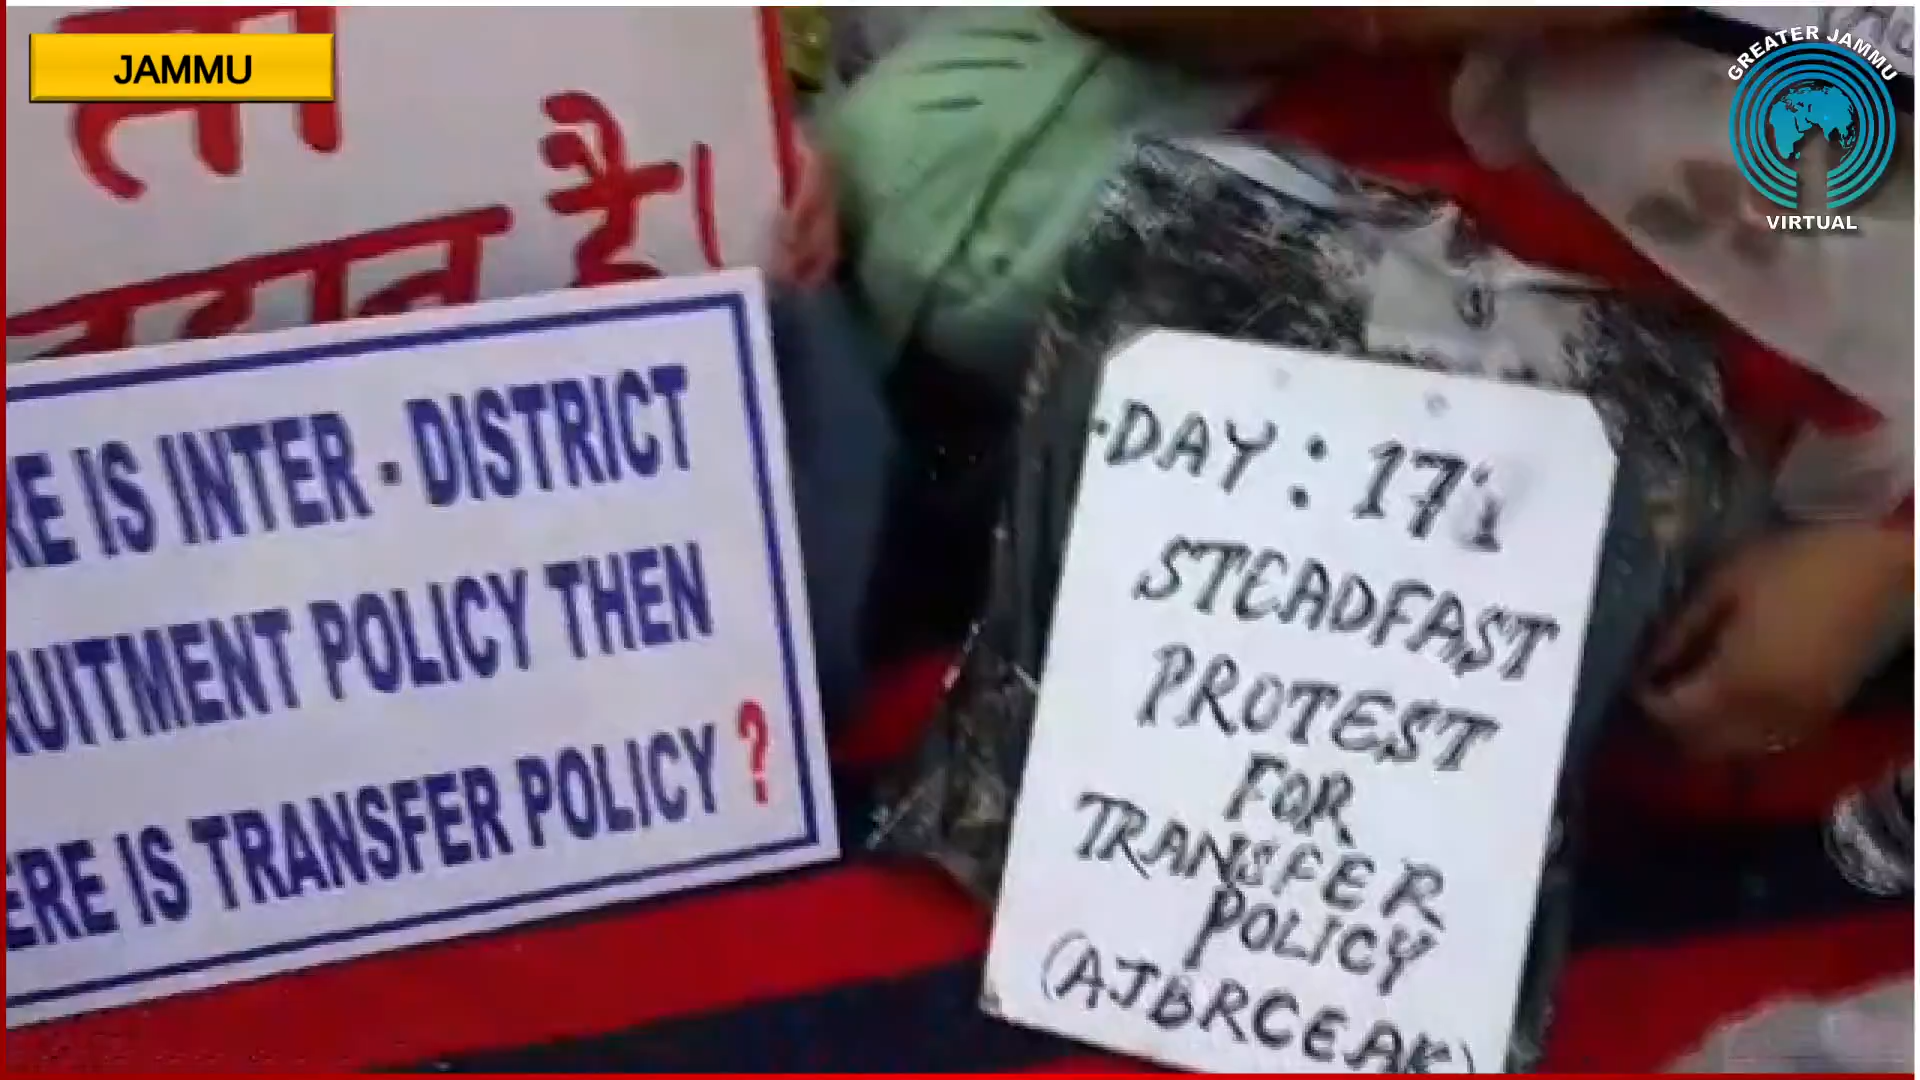 JAMMU
GREATER JAMMU
VIRTUAL
ता
है।
RE IS INTER - DISTRICT
RUITMENT POLICY THEN
ERE IS TRANSFER POLICY ?
DAY : 171
STEADFAST
PROTEST
FOR
TRANSFER
POLICY
(AJBRCEAK)